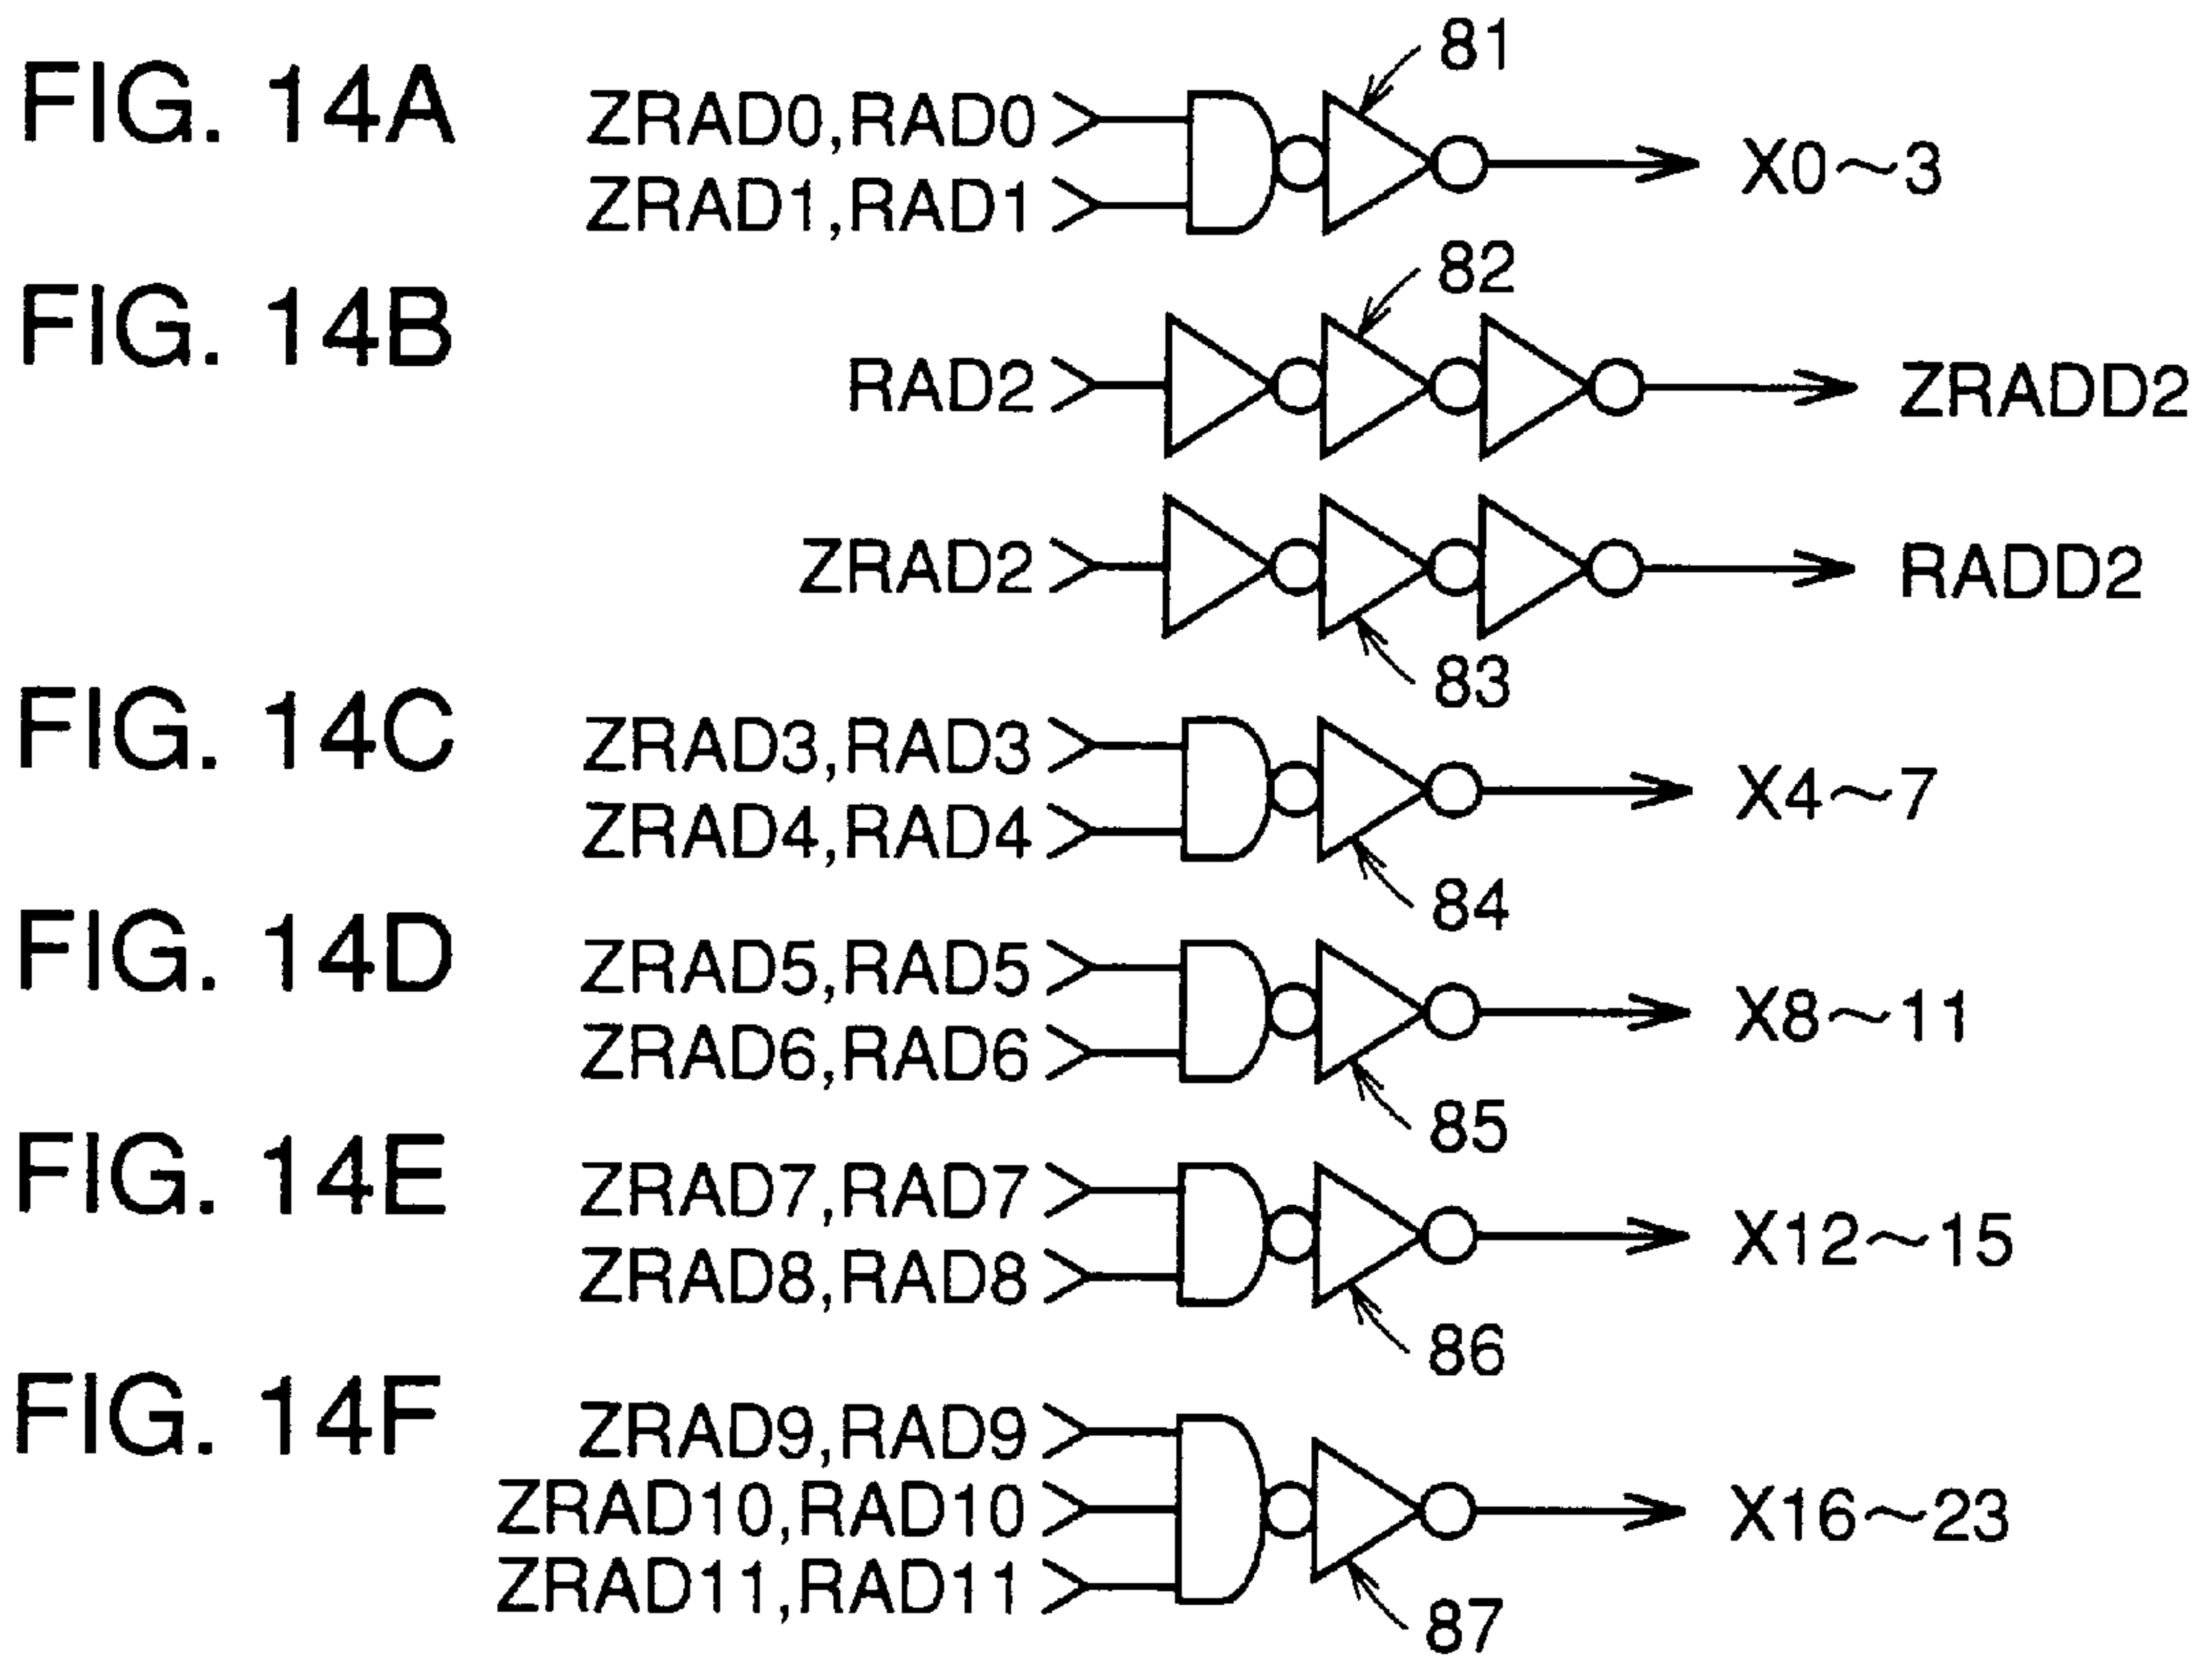 FIG. 14A
81
ZRAD0,RAD0
ZRAD1,RAD1
X0~3
FIG. 14B
82
RAD2
ZRADD2
ZRAD2
RADD2
83
FIG. 14C
ZRAD3,RAD3
ZRAD4,RAD4
X4~7
84
FIG. 14D
ZRAD5,RAD5
ZRAD6,RAD6
X8~11
85
FIG. 14E
ZRAD7,RAD7
ZRAD8,RAD8
X12~15
86
FIG. 14F
ZRAD9,RAD9
ZRAD10,RAD10
ZRAD11,RAD11
X16~23
87